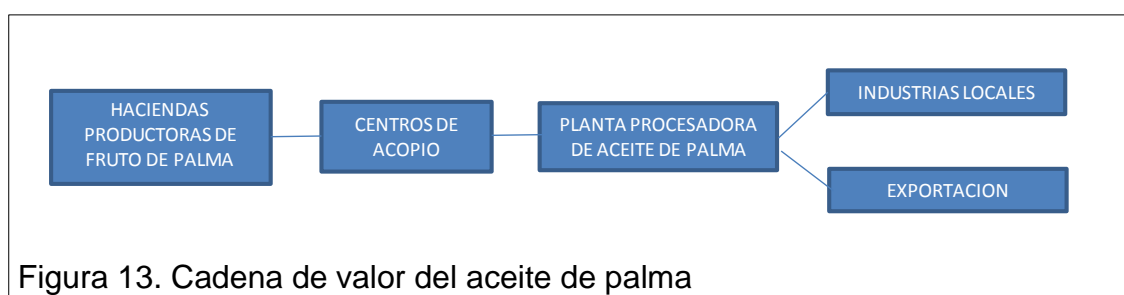 HACIENDAS
PRODUCTORAS DE
FRUTO DE PALMA
CENTROS DE
ACOPIO
PLANTA PROCESADORA
DE ACEITE DE PALMA
INDUSTRIAS LOCALES
EXPORTACION
Figura 13. Cadena de valor del aceite de palma